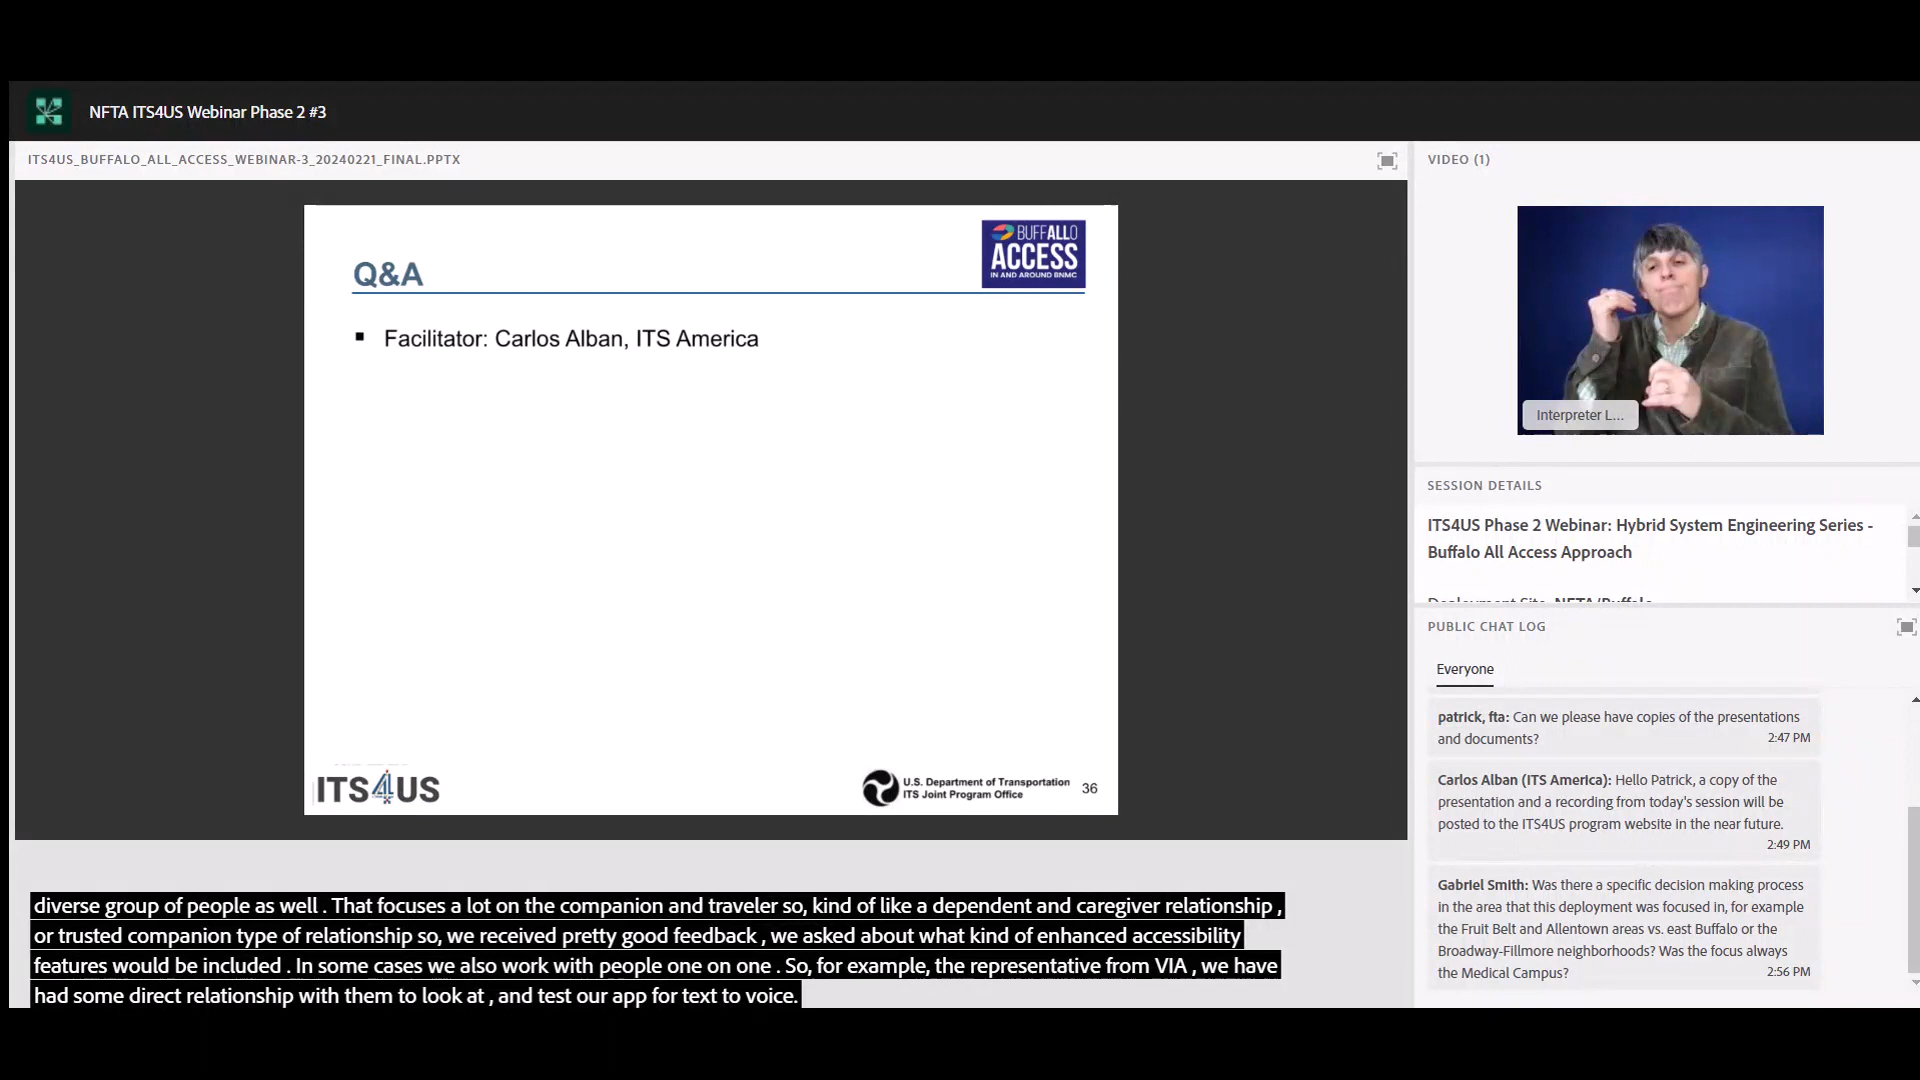 NFTA ITS4US Webinar Phase 2 #3
ITS4US_BUFFALO_ALL_ACCESS_WEBINAR-3_20240221_FINAL.PPTX
BUFFALLO
ACCESS
IN AND AROUND BNMC
Q&A
▪ Facilitator: Carlos Alban, ITS America
ITS4US
U.S. Department of Transportation
ITS Joint Program Office
36
diverse group of people as well . That focuses a lot on the companion and traveler so, kind of like a dependent and caregiver relationship ,
or trusted companion type of relationship so, we received pretty good feedback , we asked about what kind of enhanced accessibility
features would be included . In some cases we also work with people one on one . So, for example, the representative from VIA , we have
had some direct relationship with them to look at , and test our app for text to voice.
VIDEO (1)
Interpreter L...
SESSION DETAILS
ITS4US Phase 2 Webinar: Hybrid System Engineering Series -
Buffalo All Access Approach
Deployment Site: NFTA/Buffalo
PUBLIC CHAT LOG
Everyone
patrick, fta: Can we please have copies of the presentations
and documents?
2:47 PM
Carlos Alban (ITS America): Hello Patrick, a copy of the
presentation and a recording from today's session will be
posted to the ITS4US program website in the near future.
2:49 PM
Gabriel Smith: Was there a specific decision making process
in the area that this deployment was focused in, for example
the Fruit Belt and Allentown areas vs. east Buffalo or the
Broadway-Fillmore neighborhoods? Was the focus always
the Medical Campus?
2:56 PM